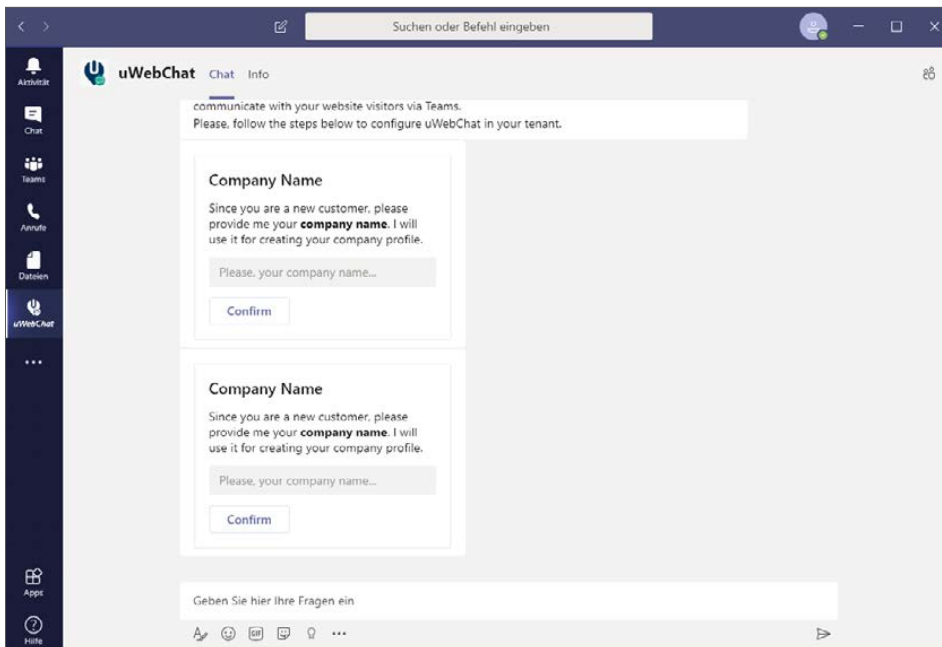 Suchen oder Befehl eingeben
Aktivität
Chat
Teams
Anrufe
Dateien
uWebChat
Apps
Hilfe
uWebChat Chat Info
communicate with your website visitors via Teams.
Please, follow the steps below to configure uWebChat in your tenant.
Company Name
Since you are a new customer, please
provide me your company name. I will
use it for creating your company profile.
Please, your company name...
Confirm
Company Name
Since you are a new customer, please
provide me your company name. I will
use it for creating your company profile.
Please, your company name...
Confirm
Geben Sie hier Ihre Fragen ein
GIF